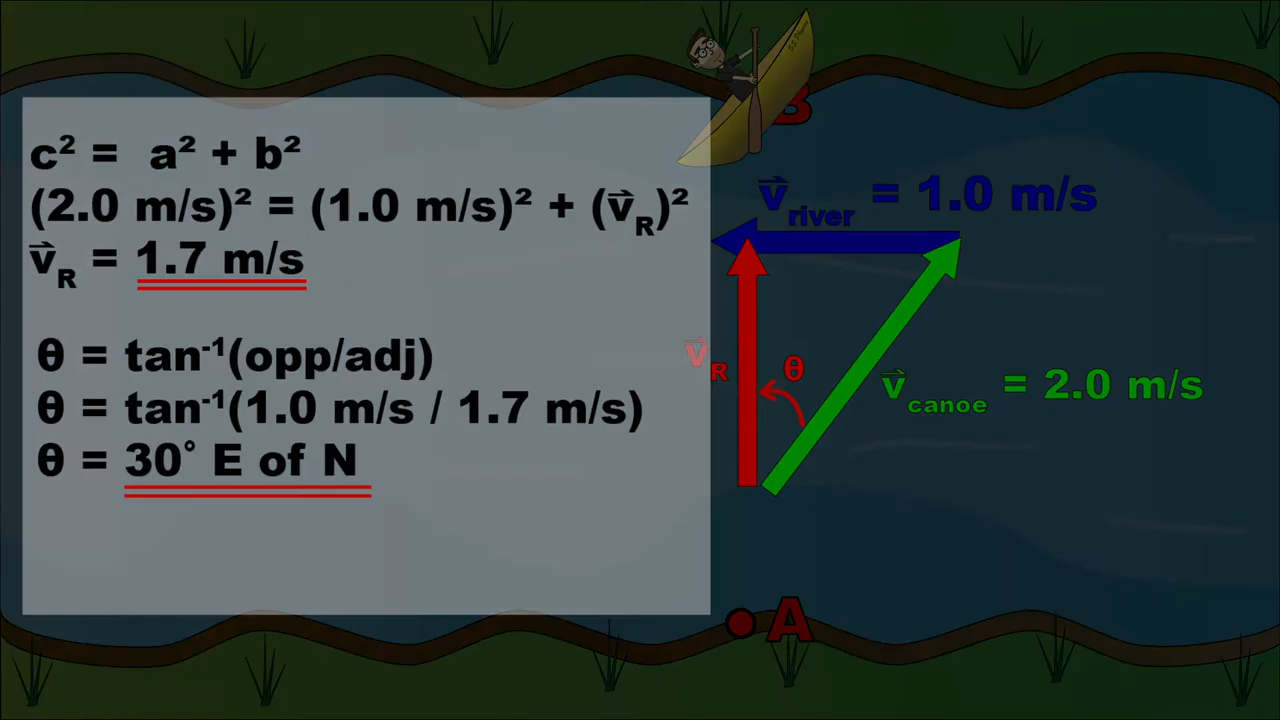 c² = a² + b²
(2.0 m/s)² = (1.0 m/s)² + (v⃗R)²
v⃗R = 1.7 m/s
θ = tan⁻¹(opp/adj)
θ = tan⁻¹(1.0 m/s / 1.7 m/s)
θ = 30° E of N
B
v⃗river = 1.0 m/s
v⃗R
θ
v⃗canoe = 2.0 m/s
A